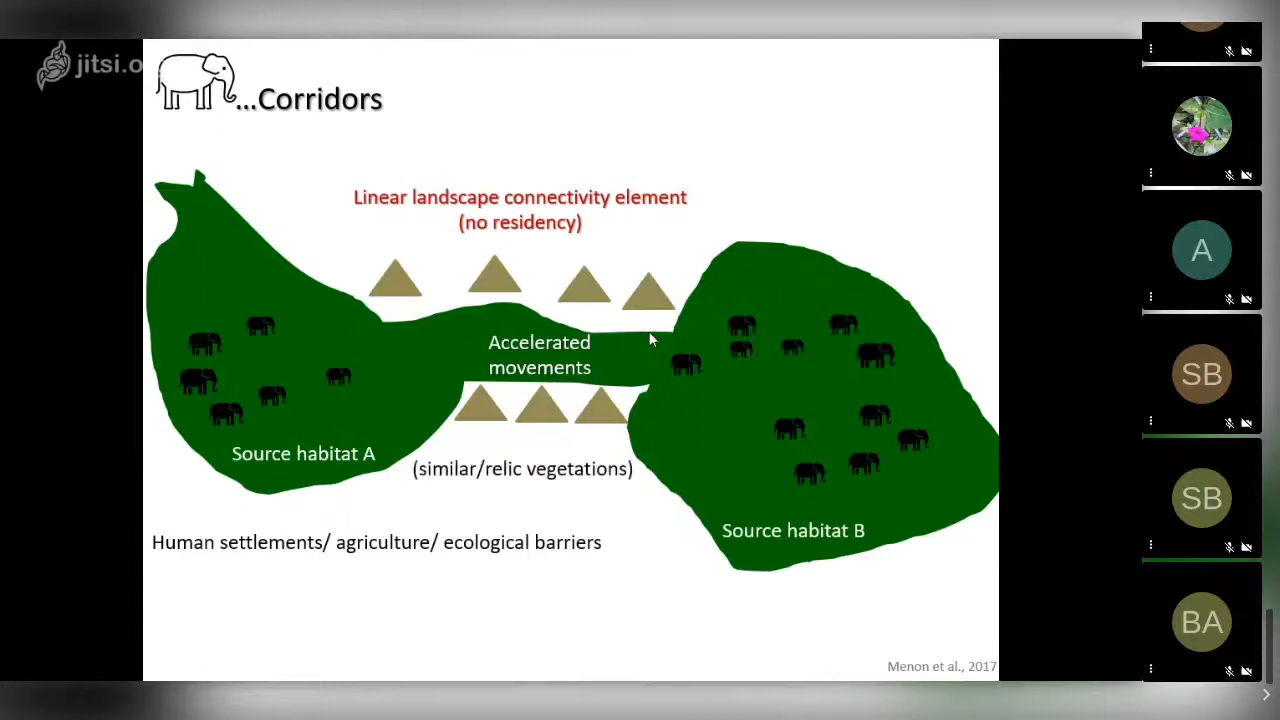 jitsi.o
...Corridors
Linear landscape connectivity element
(no residency)
Accelerated
movements
Source habitat A
(similar/relic vegetations)
Source habitat B
Human settlements/ agriculture/ ecological barriers
Menon et al., 2017
A
SB
SB
BA